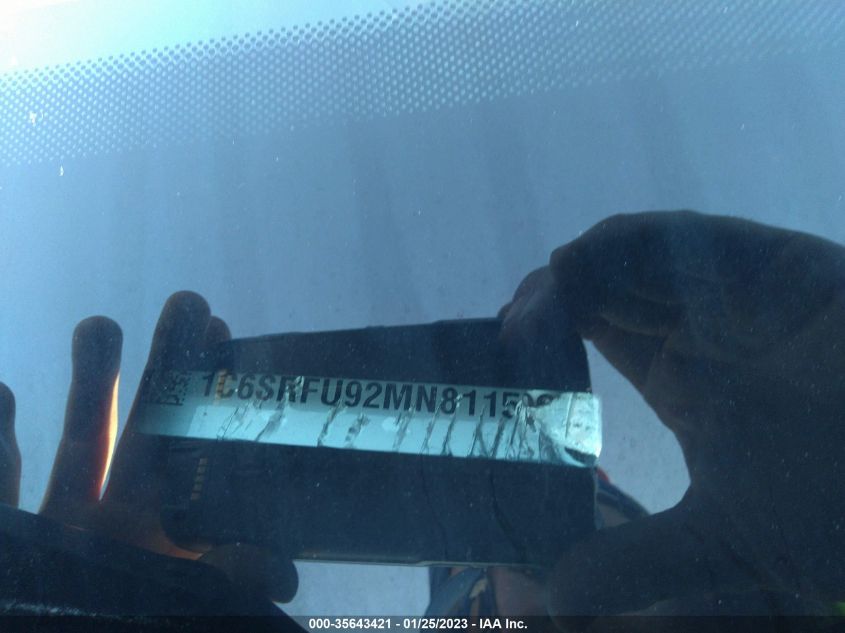 1C6SRFU92MN8115
000-35643421 - 01/25/2023 - IAA Inc.